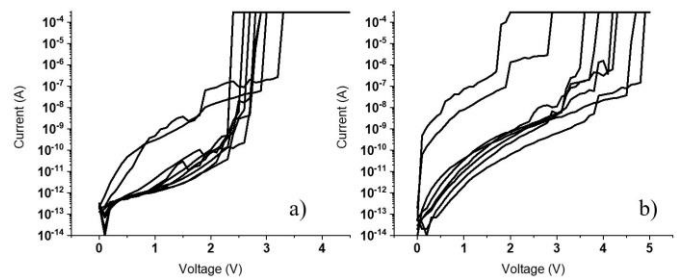 10⁻⁴
10⁻⁵
10⁻⁶
10⁻⁷
10⁻⁸
10⁻⁹
10⁻¹⁰
10⁻¹¹
10⁻¹²
10⁻¹³
10⁻¹⁴
Current (A)
0 1 2 3 4
Voltage (V)
a)
10⁻⁴
10⁻⁵
10⁻⁶
10⁻⁷
10⁻⁸
10⁻⁹
10⁻¹⁰
10⁻¹¹
10⁻¹²
10⁻¹³
10⁻¹⁴
Current (A)
0 1 2 3 4 5
Voltage (V)
b)